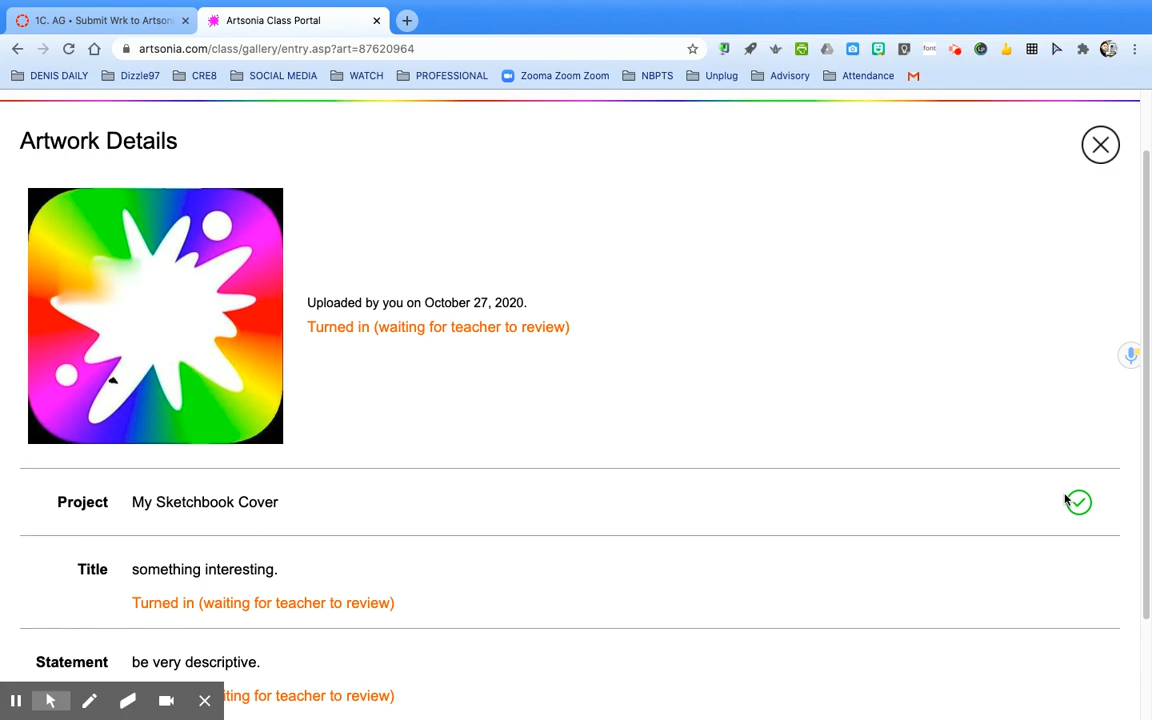 1C. AG • Submit Wrk to Artson
Artsonia Class Portal
artsonia.com/class/gallery/entry.asp?art=87620964
font
DENIS DAILY
Dizzle97
CRE8
SOCIAL MEDIA
WATCH
PROFESSIONAL
Zooma Zoom Zoom
NBPTS
Unplug
Advisory
Attendance
Artwork Details
Uploaded by you on October 27, 2020.
Turned in (waiting for teacher to review)
Project My Sketchbook Cover
Title something interesting.
Turned in (waiting for teacher to review)
Statement be very descriptive.
iting for teacher to review)